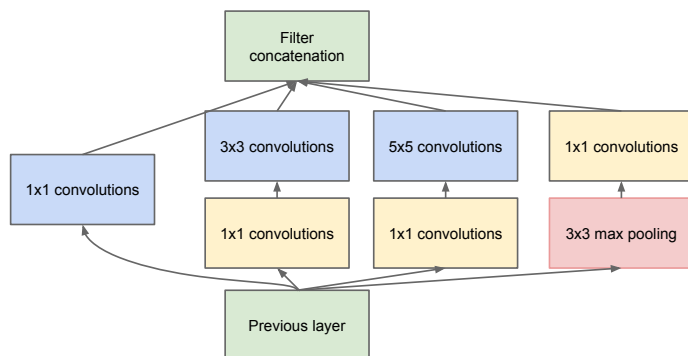 Filter
concatenation
3x3 convolutions
5x5 convolutions
1x1 convolutions
1x1 convolutions
1x1 convolutions
1x1 convolutions
3x3 max pooling
Previous layer